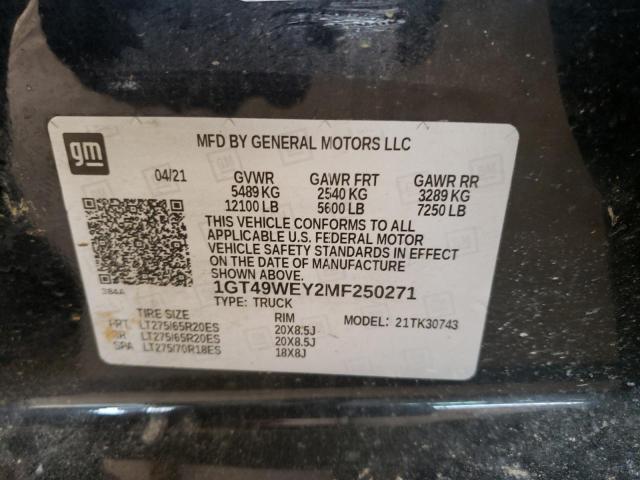 gm
MFD BY GENERAL MOTORS LLC
04/21 GVWR GAWR FRT GAWR RR
5489 KG 2540 KG 3289 KG
12100 LB 5600 LB 7250 LB
THIS VEHICLE CONFORMS TO ALL
APPLICABLE U.S. FEDERAL MOTOR
VEHICLE SAFETY STANDARDS IN EFFECT
ON THE DATE OF MANUFACTURE
SHOWN ABOVE.
384A 1GT49WEY2MF250271
TYPE: TRUCK
TIRE SIZE RIM MODEL: 21TK30743
FRT LT275/65R20ES 20X8.5J
RR LT275/65R20ES 20X8.5J
SPA LT275/70R18ES 18X8J